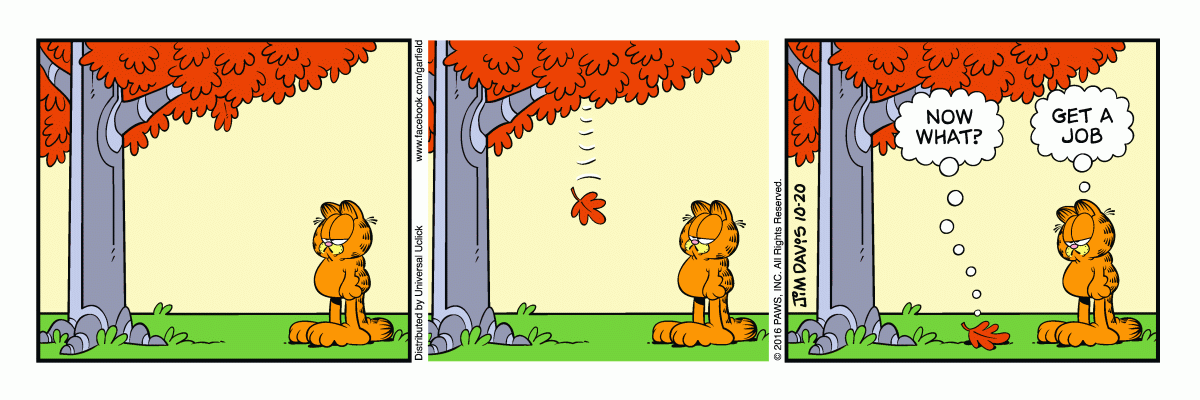 www.facebook.com/garfield
Distributed by Universal Uclick
© 2016 PAWS, INC. All Rights Reserved.
JIM DAVIS 10-20
NOW
WHAT?
GET A
JOB